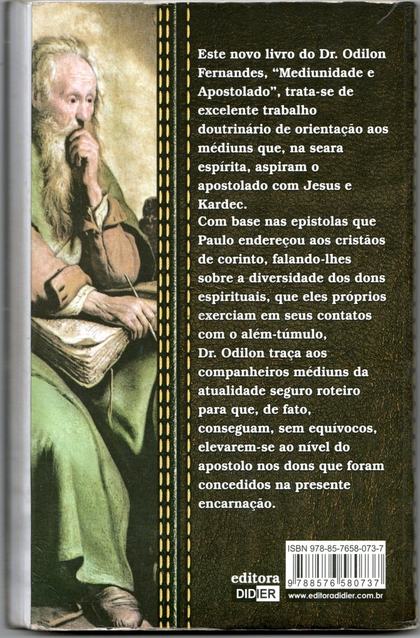 Este novo livro do Dr. Odilon
Fernandes, “Mediunidade e
Apostolado”, trata-se de
excelente trabalho
doutrinário de orientação aos
médiuns que, na seara
espírita, aspiram o
apostolado com Jesus e
Kardec.
Com base nas epistolas que
Paulo endereçou aos cristãos
de corinto, falando-lhes
sobre a diversidade dos dons
espirituais, que eles próprios
exerciam em seus contatos
com o além-túmulo,
Dr. Odilon traça aos
companheiros médiuns da
atualidade seguro roteiro
para que, de fato,
conseguam, sem equívocos,
elevarem-se ao nível do
apostolo nos dons que foram
concedidos na presente
encarnação.
ISBN 978-85-7658-073-7
9 788576 580737
editora
DIDIER
www.editoradidier.com.br